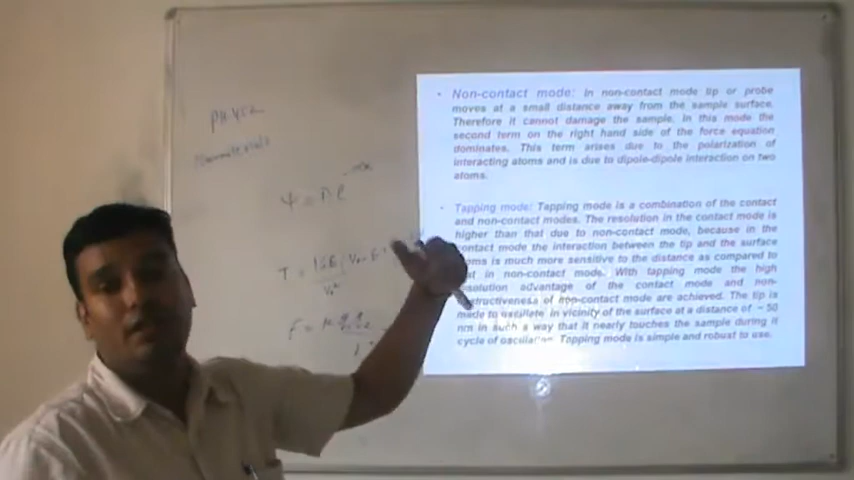 PHY
Nanomaterials
• Non-contact mode: In non-contact mode tip or probe
moves at a small distance away from the sample surface.
Therefore it cannot damage the sample. In this mode the
second term on the right hand side of the force equation
dominates. This term arises due to the polarization of
interacting atoms and is due to dipole-dipole interaction on two
atoms.
• Tapping mode: Tapping mode is a combination of the contact
and non-contact modes. The resolution in the contact mode is
higher than that due to non-contact mode, because in the
contact mode the interaction between the tip and the surface
is much more sensitive to the distance as compared to
in non-contact mode. With tapping mode the high
advantage of the contact mode and non-
of non-contact mode are achieved. The tip is
made to oscillate in vicinity of the surface at a distance of ~ 50
nm in such a way that it nearly touches the sample during it
cycle of oscillation. Tapping mode is simple and robust to use.